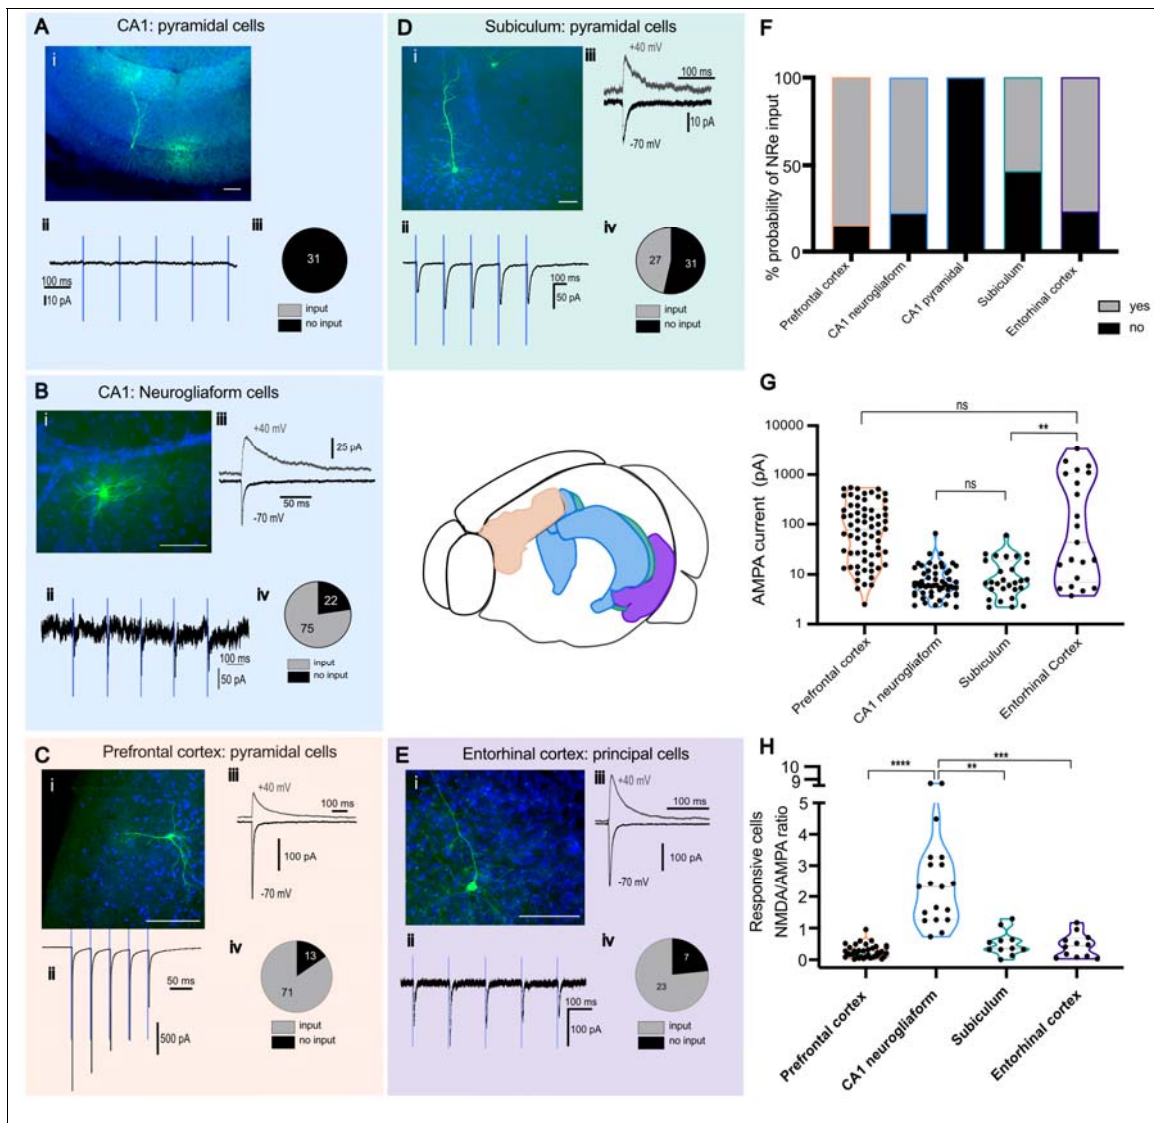 A CA1: pyramidal cells
i
ii
100 ms
10 pA
iii
31
input
no input
B CA1: Neurogliaform cells
i
iii
+40 mV
25 pA
50 ms
-70 mV
ii
100 ms
50 pA
iv
22
75
input
no input
C Prefrontal cortex: pyramidal cells
i
iii
+40 mV
100 ms
100 pA
-70 mV
ii
50 ms
500 pA
iv
13
71
input
no input
D Subiculum: pyramidal cells
i
iii
+40 mV
100 ms
10 pA
-70 mV
ii
100 ms
50 pA
iv
27
31
input
no input
E Entorhinal cortex: principal cells
i
iii
+40 mV
100 ms
100 pA
-70 mV
ii
100 ms
100 pA
iv
7
23
input
no input
F
% probability of NRe input
100
50
0
Prefrontal cortex
CA1 neurogliaform
CA1 pyramidal
Subiculum
Entorhinal cortex
yes
no
G
AMPA current (pA)
10000
1000
100
10
1
ns
**
ns
Prefrontal cortex
CA1 neurogliaform
Subiculum
Entorhinal Cortex
H
Responsive cells
NMDA/AMPA ratio
10
9
5
4
3
2
1
0
****
***
**
Prefrontal cortex
CA1 neurogliaform
Subiculum
Entorhinal cortex